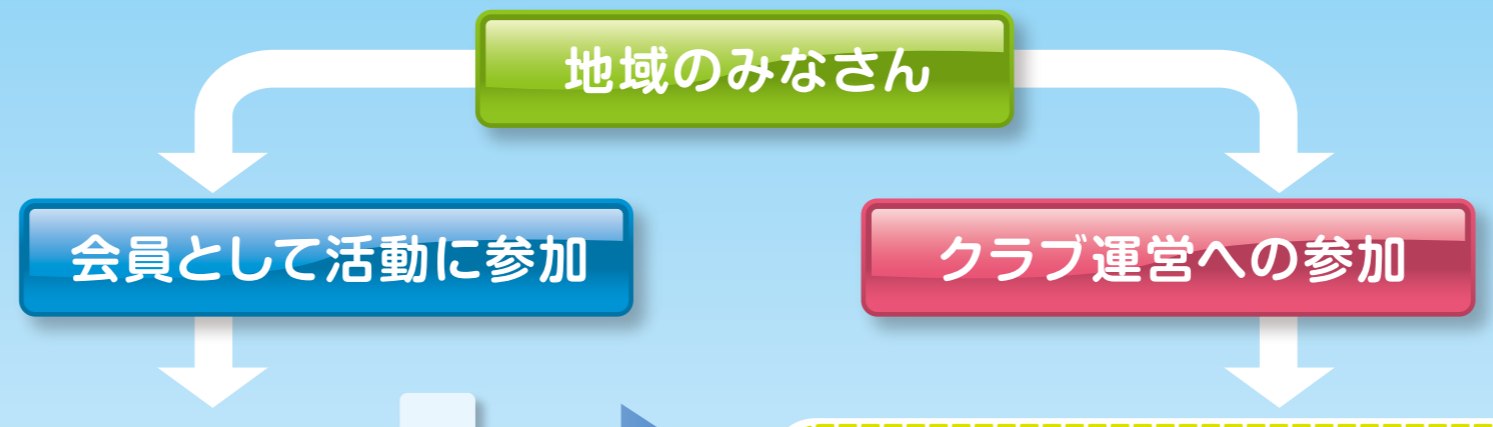 地域のみなさん
会員として活動に参加
クラブ運営への参加